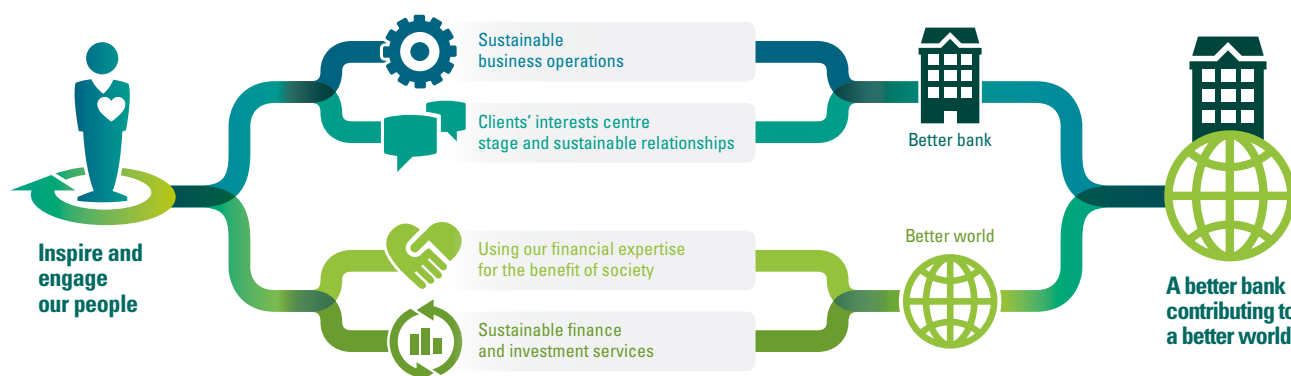 Inspire and
engage
our people
Sustainable
business operations
Clients' interests centre
stage and sustainable relationships
Using our financial expertise
for the benefit of society
Sustainable finance
and investment services
Better bank
Better world
A better bank
contributing to
a better world